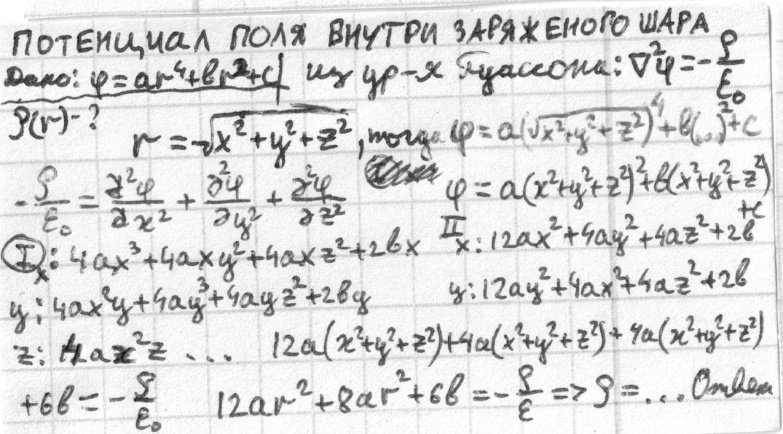 ПОТЕНЦИАЛ ПОЛЯ ВНУТРИ ЗАРЯЖЕНОГО ШАРА
Дано: φ=ar⁴+br²+c | из ур-я Пуассона: ∇²φ=-ρ/ε₀
ρ(r)-?
r=√(x²+y²+z²), тогда φ=a(√(x²+y²+z²))⁴+b(...)²+c
φ=a(x²+y²+z²)²+b(x²+y²+z²)+c
-ρ/ε₀=∂²φ/∂x²+∂²φ/∂y²+∂²φ/∂z²
I x: 4ax³+4axy²+4axz²+2bx II x: 12ax²+4ay²+4az²+2b
y: 4ax²y+4ay³+4ayz²+2by y: 12ay²+4ax²+4az²+2b
z: 4ax²z ... 12a(x²+y²+z²)+4a(x²+y²+z²)+4a(x²+y²+z²)
+6b=-ρ/ε₀ 12ar²+8ar²+6b=-ρ/ε => ρ=... Ответ